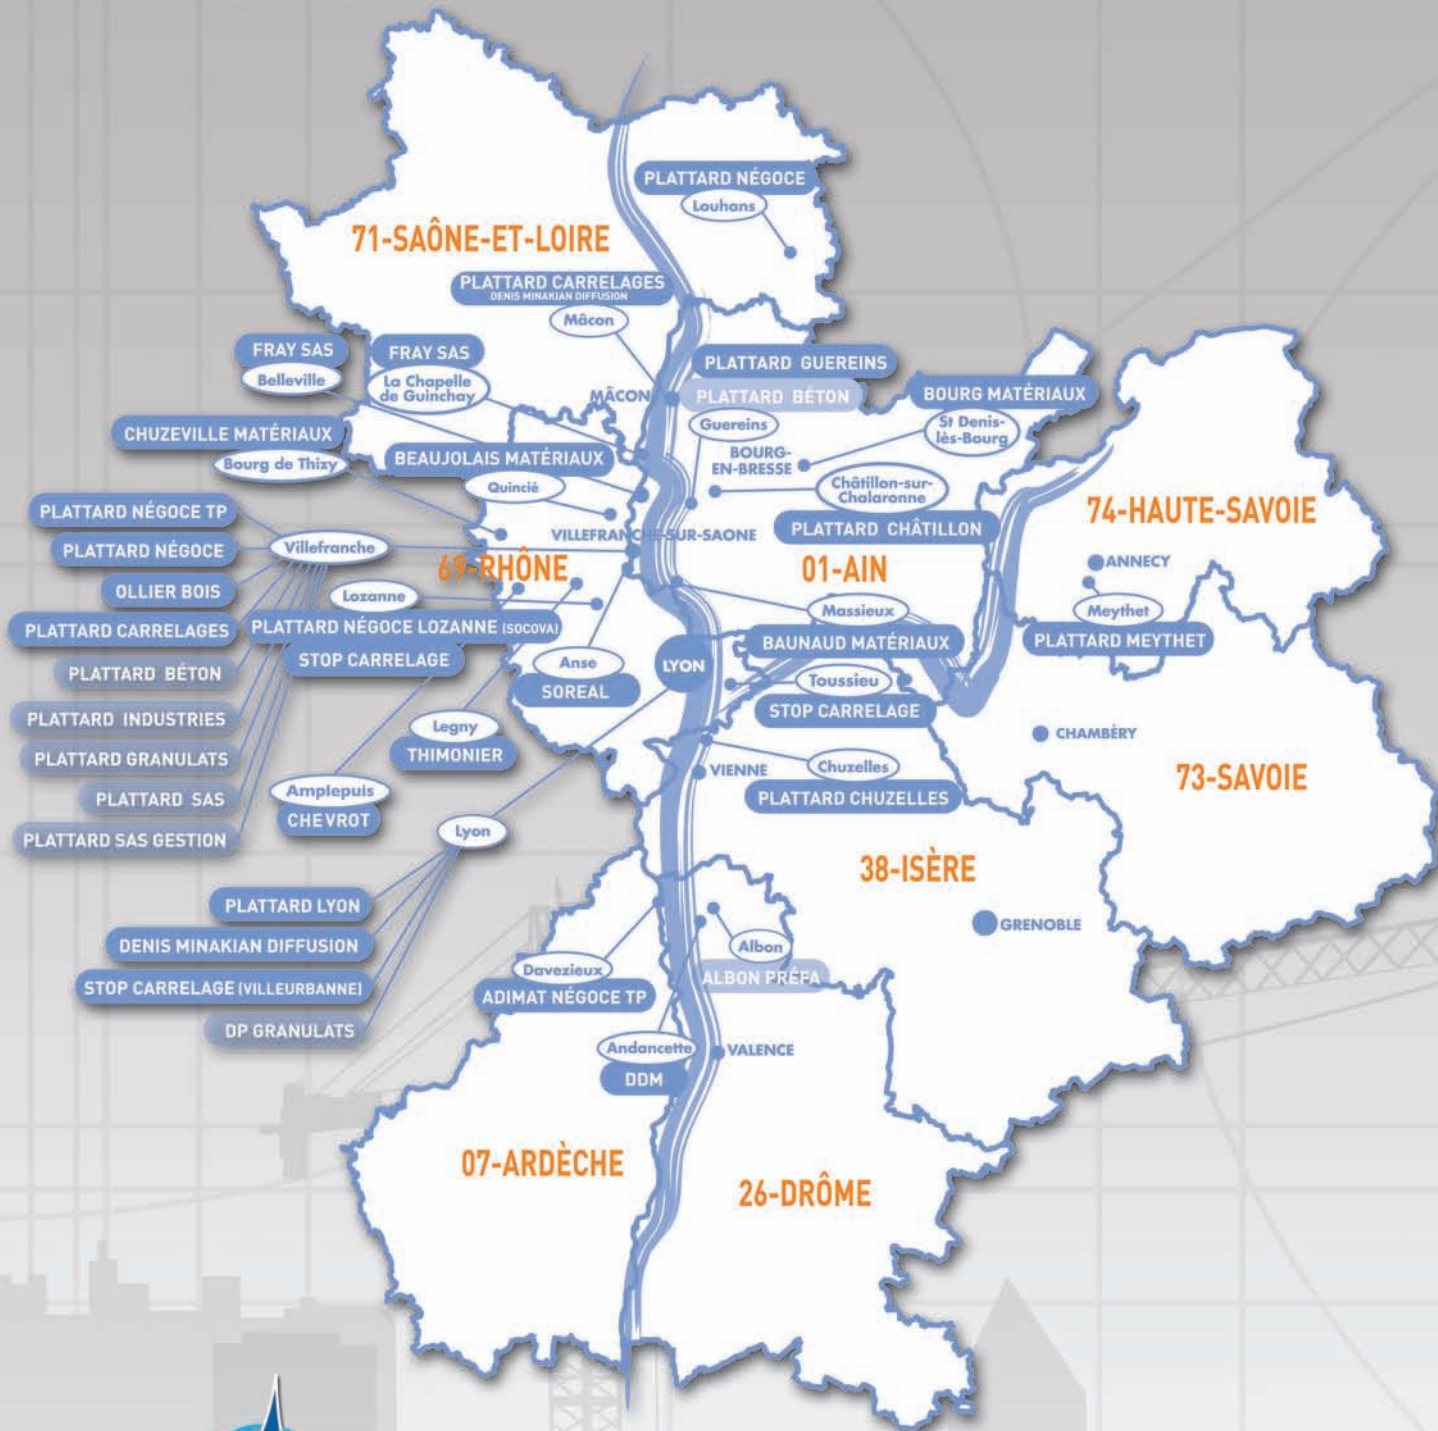 PLATTARD NÉGOCE
Louhans
71-SAÔNE-ET-LOIRE
PLATTARD CARRELAGES
DENIS MINAKIAN DIFFUSION
Mâcon
FRAY SAS
Belleville
FRAY SAS
La Chapelle
de Guinchay
MÂCON
PLATTARD GUEREINS
PLATTARD BÉTON
Guereins
BOURG MATÉRIAUX
St Denis-
lès-Bourg
CHUZEVILLE MATÉRIAUX
Bourg de Thizy
BEAUJOLAIS MATÉRIAUX
Quincié
BOURG-
EN-BRESSE
Châtillon-sur-
Chalaronne
PLATTARD CHÂTILLON
74-HAUTE-SAVOIE
PLATTARD NÉGOCE TP
PLATTARD NÉGOCE
OLLIER BOIS
PLATTARD CARRELAGES
PLATTARD BÉTON
PLATTARD INDUSTRIES
PLATTARD GRANULATS
PLATTARD SAS
PLATTARD SAS GESTION
Villefranche
VILLEFRANCHE-SUR-SAONE
69-RHÔNE
01-AIN
ANNECY
Meythet
PLATTARD MEYTHET
Lozanne
PLATTARD NÉGOCE LOZANNE (SOCOVA)
STOP CARRELAGE
Massieux
BAUNAUD MATÉRIAUX
Anse
SOREAL
LYON
Toussieu
STOP CARRELAGE
Legny
THIMONIER
CHAMBÉRY
73-SAVOIE
VIENNE
Chuzelles
PLATTARD CHUZELLES
Amplepuis
CHEVROT
Lyon
38-ISÈRE
PLATTARD LYON
DENIS MINAKIAN DIFFUSION
STOP CARRELAGE (VILLEURBANNE)
DP GRANULATS
GRENOBLE
Albon
ALBON PRÉFA
Davezieux
ADIMAT NÉGOCE TP
Andancette
DDM
VALENCE
07-ARDÈCHE
26-DRÔME